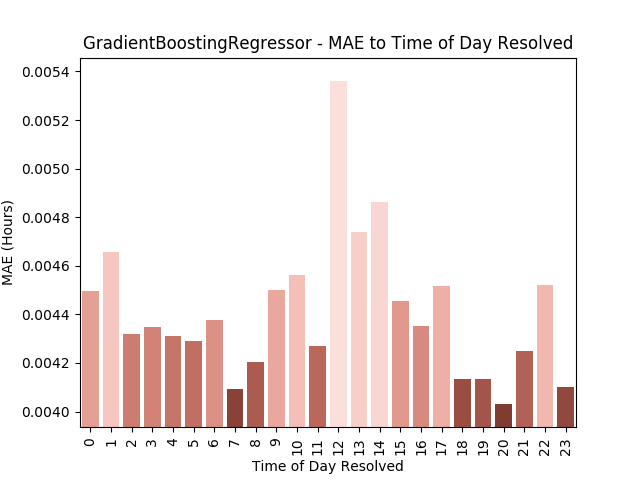 GradientBoostingRegressor - MAE to Time of Day Resolved
0.0054
0.0052
0.0050
0.0048
0.0046
0.0044
0.0042
0.0040
MAE (Hours)
0 1 2 3 4 5 6 7 8 9 10 11 12 13 14 15 16 17 18 19 20 21 22 23
Time of Day Resolved